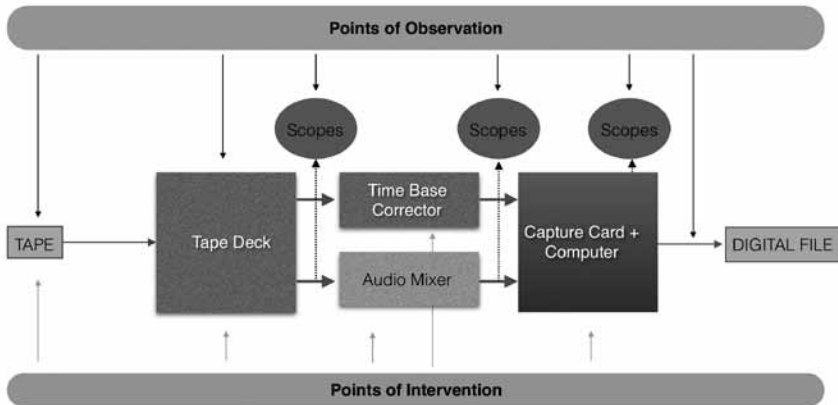 Points of Observation
Scopes
Scopes
Scopes
Time Base
Corrector
TAPE
Tape Deck
Capture Card +
Computer
DIGITAL FILE
Audio Mixer
Points of Intervention